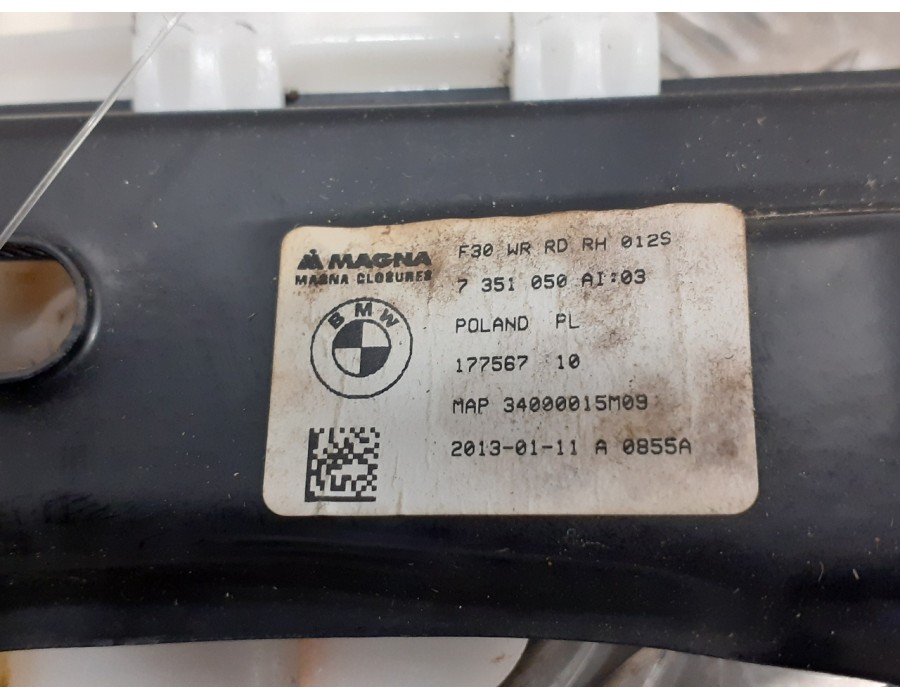 MAGNA
MAGNA CLOSURES
BMW
F30 WR RD RH 012S
7 351 050 AI:03
POLAND PL
177567 10
MAP 34000015M09
2013-01-11 A 0855A